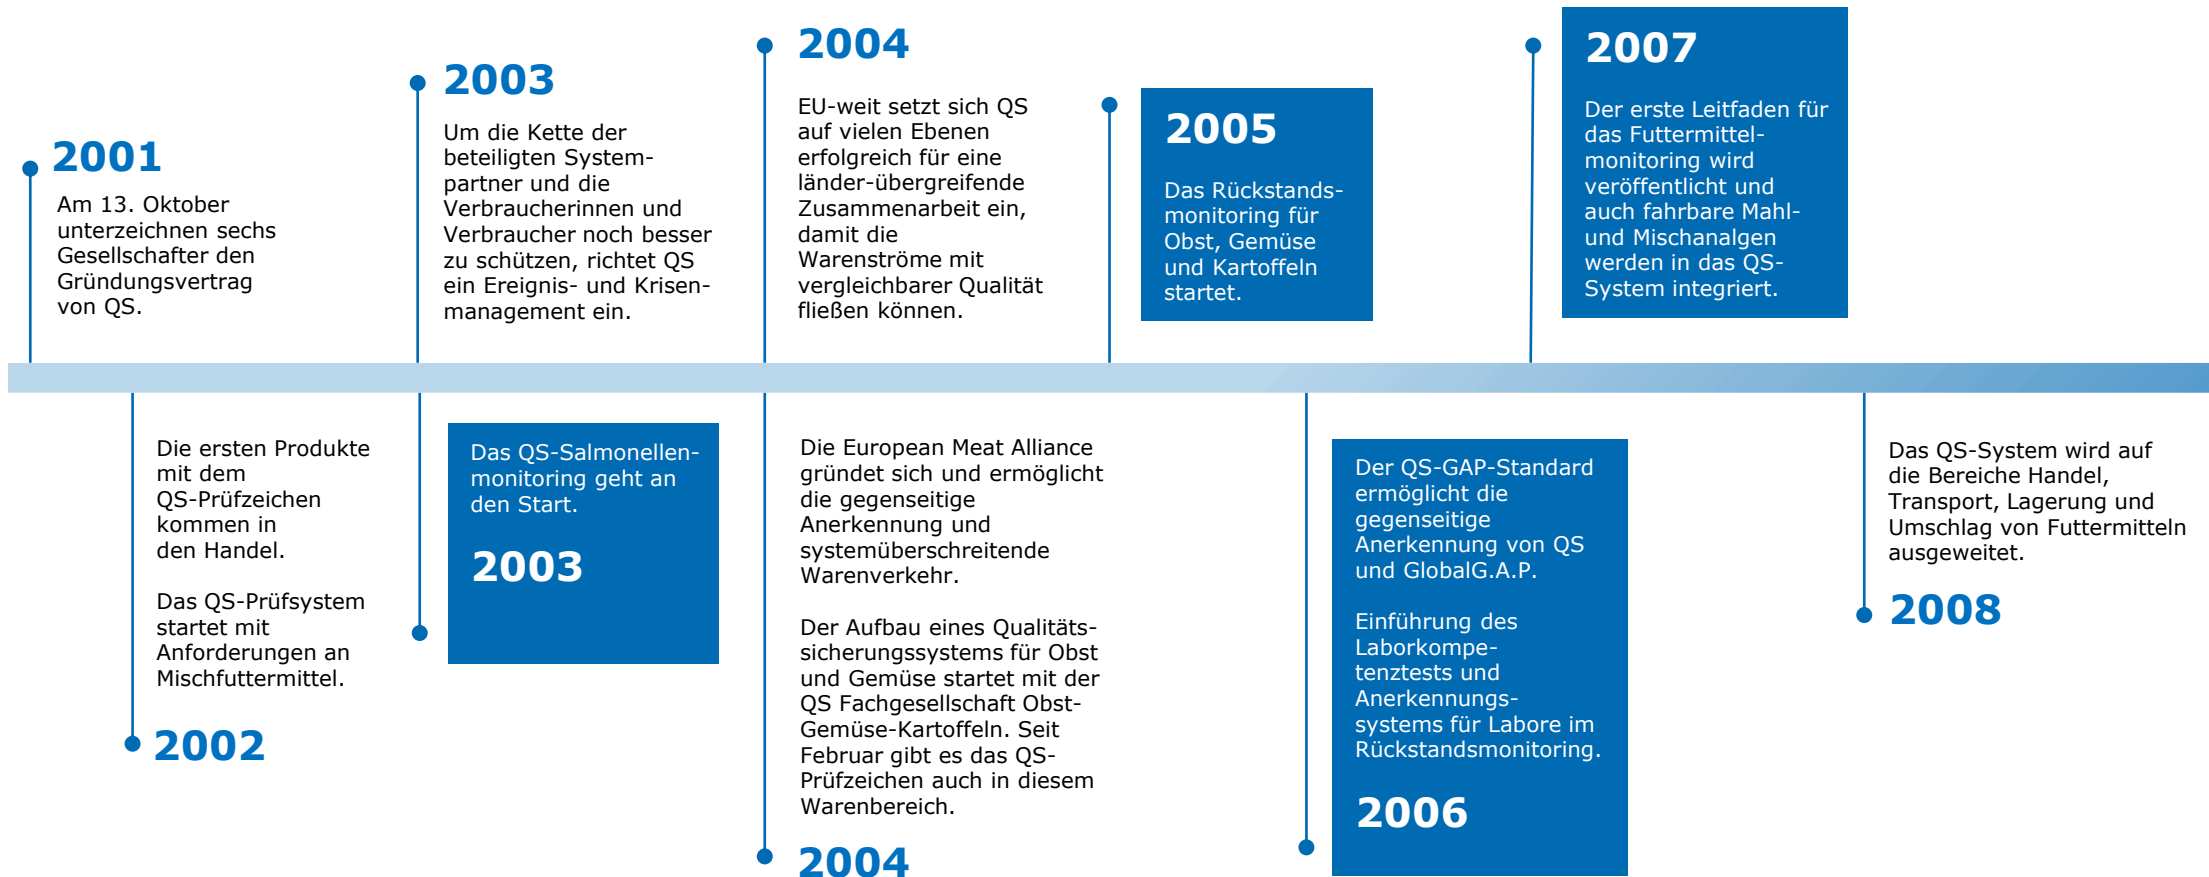 2001
Am 13. Oktober
unterzeichnen sechs
Gesellschafter den
Gründungsvertrag
von QS.
Die ersten Produkte
mit dem
QS-Prüfzeichen
kommen in
den Handel.
Das QS-Prüfsystem
startet mit
Anforderungen an
Mischfuttermittel.
2002
2003
Um die Kette der
beteiligten System-
partner und die
Verbraucherinnen und
Verbraucher noch besser
zu schützen, richtet QS
ein Ereignis- und Krisen-
management ein.
Das QS-Salmonellen-
monitoring geht an
den Start.
2003
2004
EU-weit setzt sich QS
auf vielen Ebenen
erfolgreich für eine
länder-übergreifende
Zusammenarbeit ein,
damit die
Warenströme mit
vergleichbarer Qualität
fließen können.
Die European Meat Alliance
gründet sich und ermöglicht
die gegenseitige
Anerkennung und
systemüberschreitende
Warenverkehr.
Der Aufbau eines Qualitäts-
sicherungssystems für Obst
und Gemüse startet mit der
QS Fachgesellschaft Obst-
Gemüse-Kartoffeln. Seit
Februar gibt es das QS-
Prüfzeichen auch in diesem
Warenbereich.
2004
2005
Das Rückstands-
monitoring für
Obst, Gemüse
und Kartoffeln
startet.
Der QS-GAP-Standard
ermöglicht die
gegenseitige
Anerkennung von QS
und GlobalG.A.P.
Einführung des
Laborkompe-
tenztests und
Anerkennungs-
systems für Labore im
Rückstandsmonitoring.
2006
2007
Der erste Leitfaden für
das Futtermittel-
monitoring wird
veröffentlicht und
auch fahrbare Mahl-
und Mischanalgen
werden in das QS-
System integriert.
Das QS-System wird auf
die Bereiche Handel,
Transport, Lagerung und
Umschlag von Futtermitteln
ausgeweitet.
2008